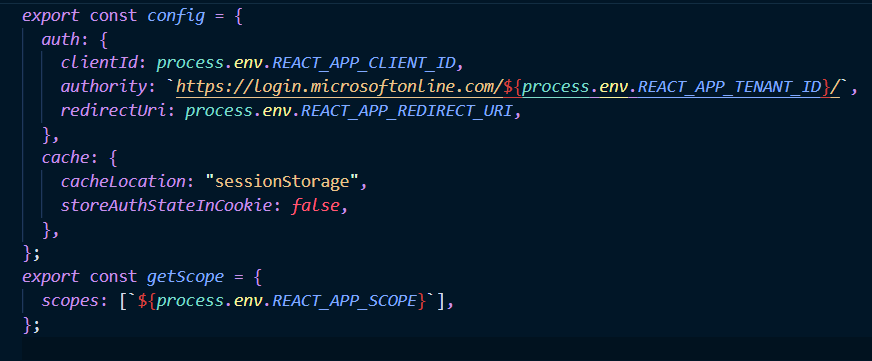 export const config = {
  auth: {
    clientId: process.env.REACT_APP_CLIENT_ID,
    authority: `https://login.microsoftonline.com/${process.env.REACT_APP_TENANT_ID}/`,
    redirectUri: process.env.REACT_APP_REDIRECT_URI,
  },
  cache: {
    cacheLocation: "sessionStorage",
    storeAuthStateInCookie: false,
  },
};
export const getScope = {
  scopes: [`${process.env.REACT_APP_SCOPE}`],
};